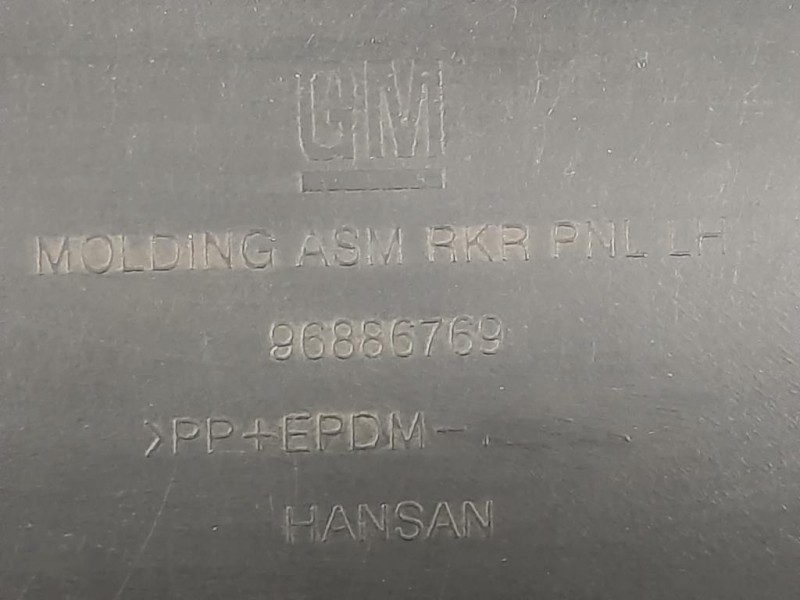 GM
MOLDING ASM RKR PNL LH
96886769
>PP+EPDM-
HANSAN